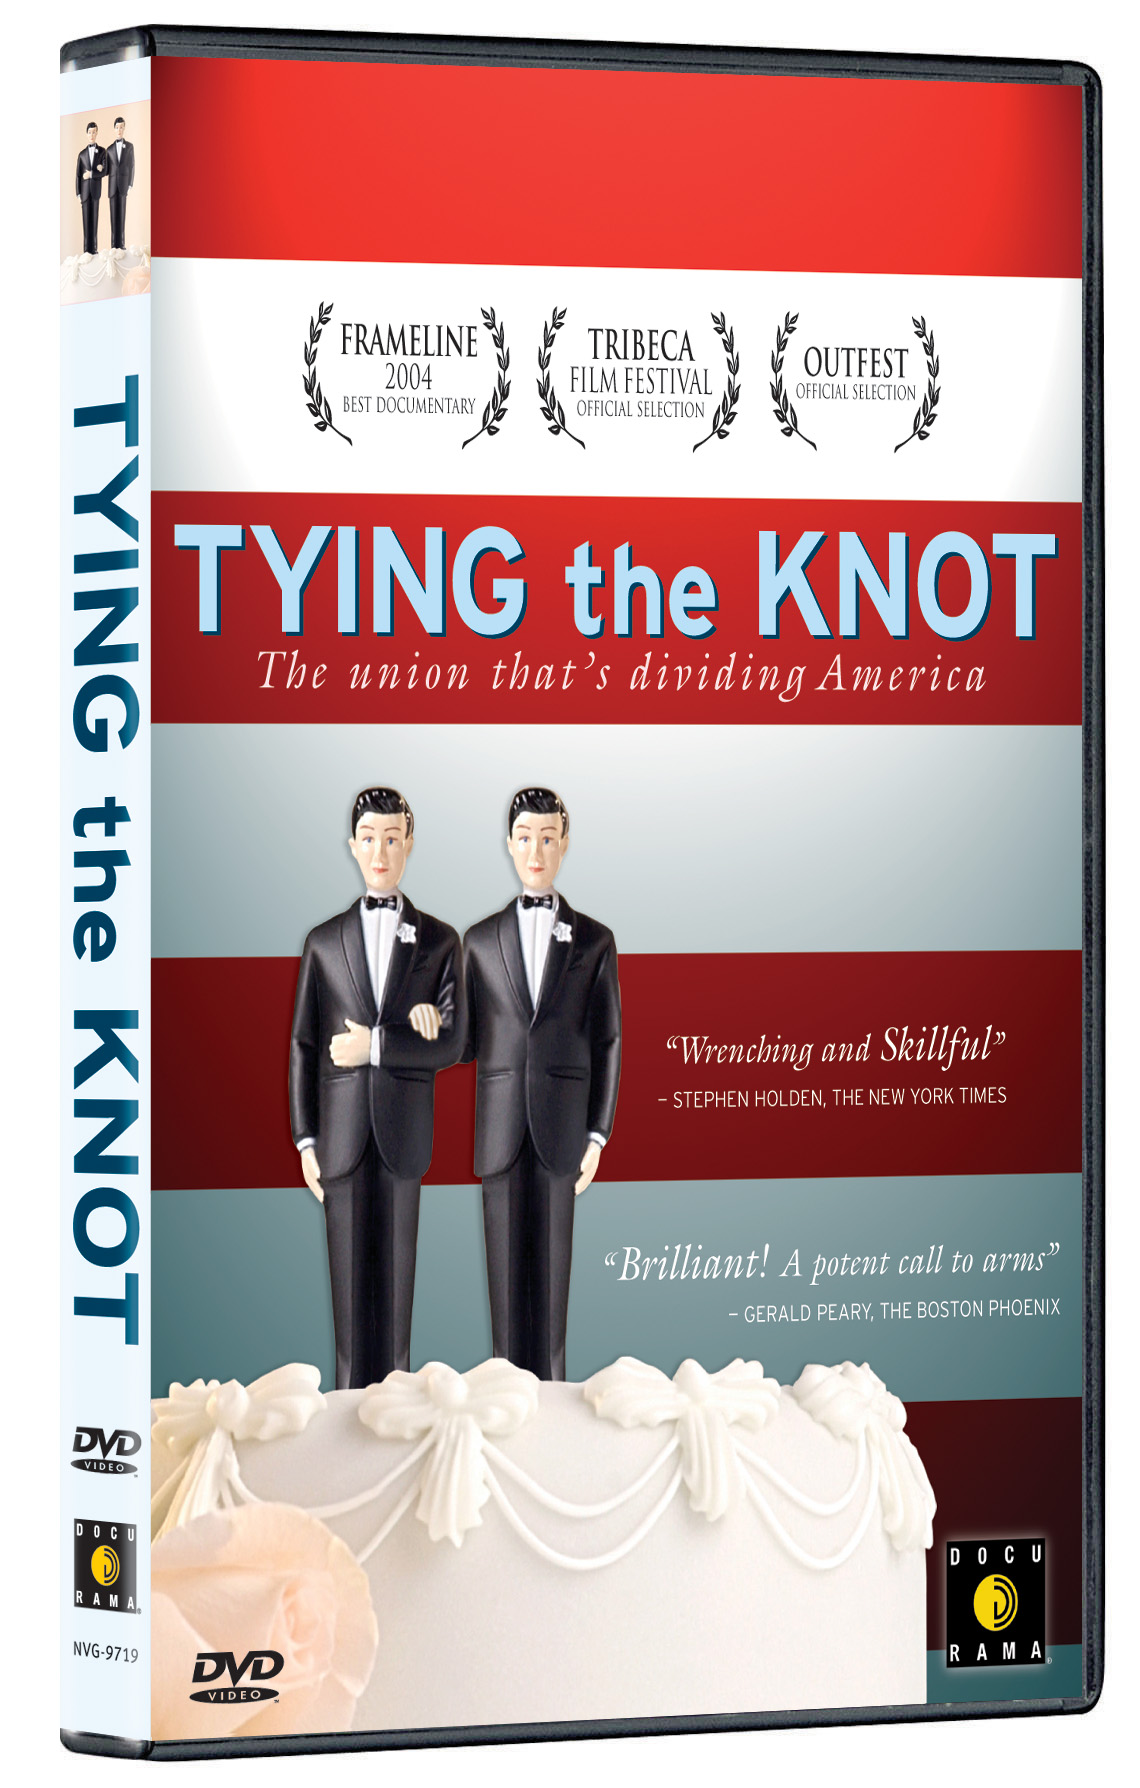 TYING the KNOT
DVD
VIDEO
DOCU
RAMA
NVG-9719
FRAMELINE
2004
BEST DOCUMENTARY
TRIBECA
FILM FESTIVAL
OFFICIAL SELECTION
OUTFEST
OFFICIAL SELECTION
TYING the KNOT
The union that's dividing America
“Wrenching and Skillful”
– STEPHEN HOLDEN, THE NEW YORK TIMES
“Brilliant! A potent call to arms”
– GERALD PEARY, THE BOSTON PHOENIX
DVD
VIDEO
DOCU
RAMA